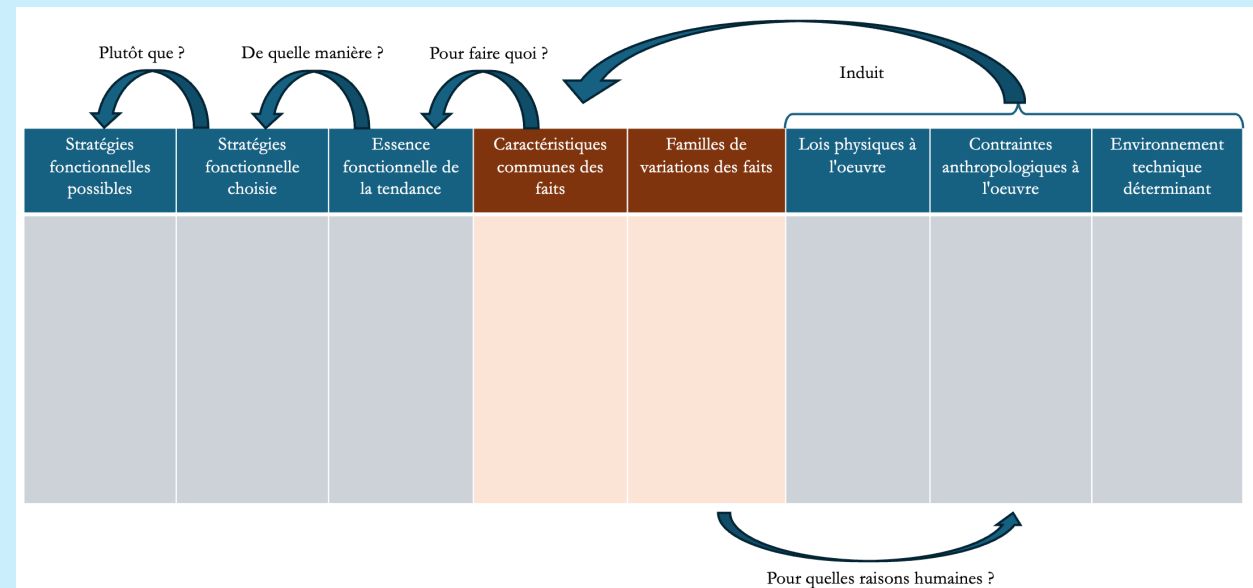 Plutôt que ?
De quelle manière ?
Pour faire quoi ?
Induit
Stratégies
fonctionnelles
possibles
Stratégies
fonctionnelle
choisie
Essence
fonctionnelle de
la tendance
Caractéristiques
communes des
faits
Familles de
variations des faits
Lois physiques à
l'oeuvre
Contraintes
anthropologiques à
l'oeuvre
Environnement
technique
déterminant
Pour quelles raisons humaines ?